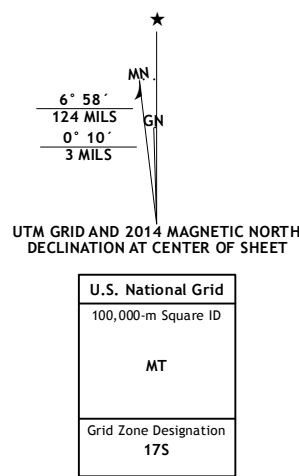 ★
MN
6° 58´
124 MILS
GN
0° 10´
3 MILS
UTM GRID AND 2014 MAGNETIC NORTH
DECLINATION AT CENTER OF SHEET
U.S. National Grid
100,000-m Square ID
MT
Grid Zone Designation
17S